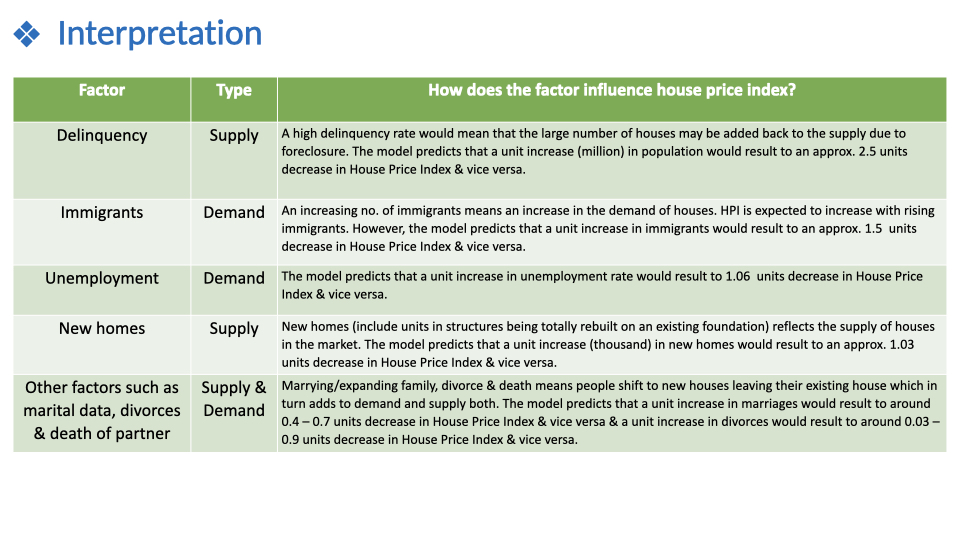 Interpretation
Factor Type How does the factor influence house price index?
Delinquency Supply A high delinquency rate would mean that the large number of houses may be added back to the supply due to
foreclosure. The model predicts that a unit increase (million) in population would result to an approx. 2.5 units
decrease in House Price Index & vice versa.
Immigrants Demand An increasing no. of immigrants means an increase in the demand of houses. HPI is expected to increase with rising
immigrants. However, the model predicts that a unit increase in immigrants would result to an approx. 1.5 units
decrease in House Price Index & vice versa.
Unemployment Demand The model predicts that a unit increase in unemployment rate would result to 1.06 units decrease in House Price
Index & vice versa.
New homes Supply New homes (include units in structures being totally rebuilt on an existing foundation) reflects the supply of houses
in the market. The model predicts that a unit increase (thousand) in new homes would result to an approx. 1.03
units decrease in House Price Index & vice versa.
Other factors such as
marital data, divorces
& death of partner
Supply &
Demand
Marrying/expanding family, divorce & death means people shift to new houses leaving their existing house which in
turn adds to demand and supply both. The model predicts that a unit increase in marriages would result to around
0.4 – 0.7 units decrease in House Price Index & vice versa & a unit increase in divorces would result to around 0.03 –
0.9 units decrease in House Price Index & vice versa.